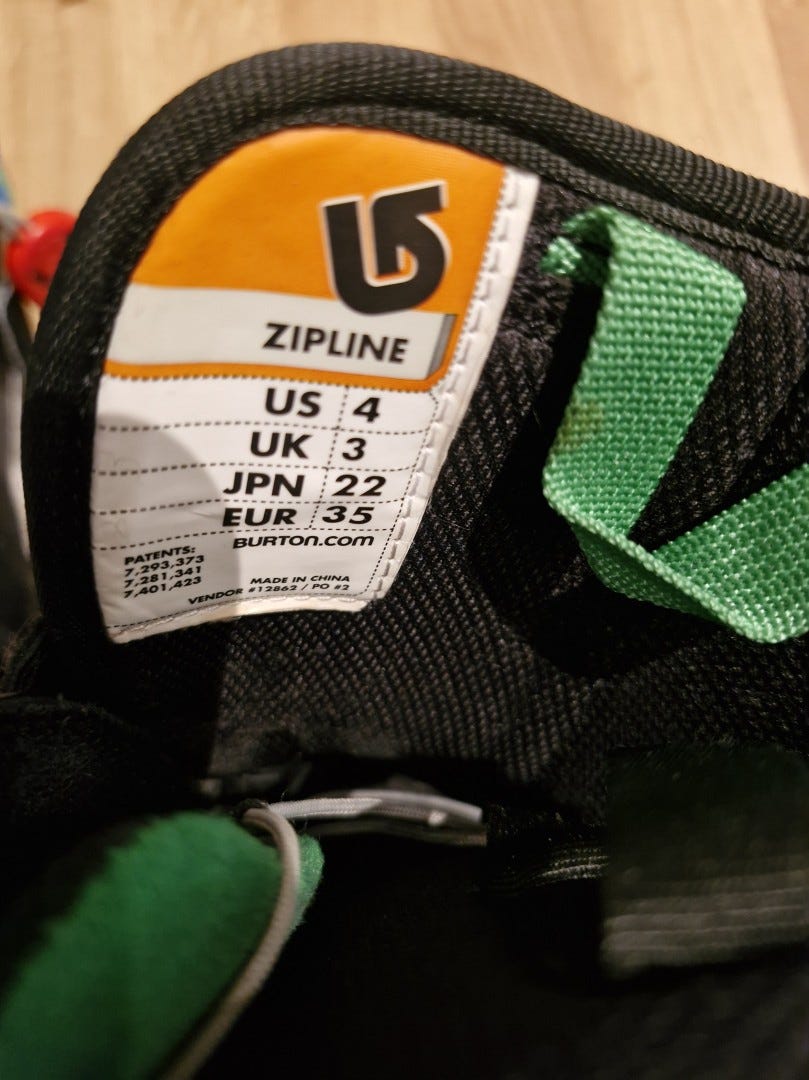 ZIPLINE
US 4
UK 3
JPN 22
EUR 35
BURTON.COM
PATENTS:
7,293,373
7,281,341
7,401,423
MADE IN CHINA
VENDOR #12862 / PO #2